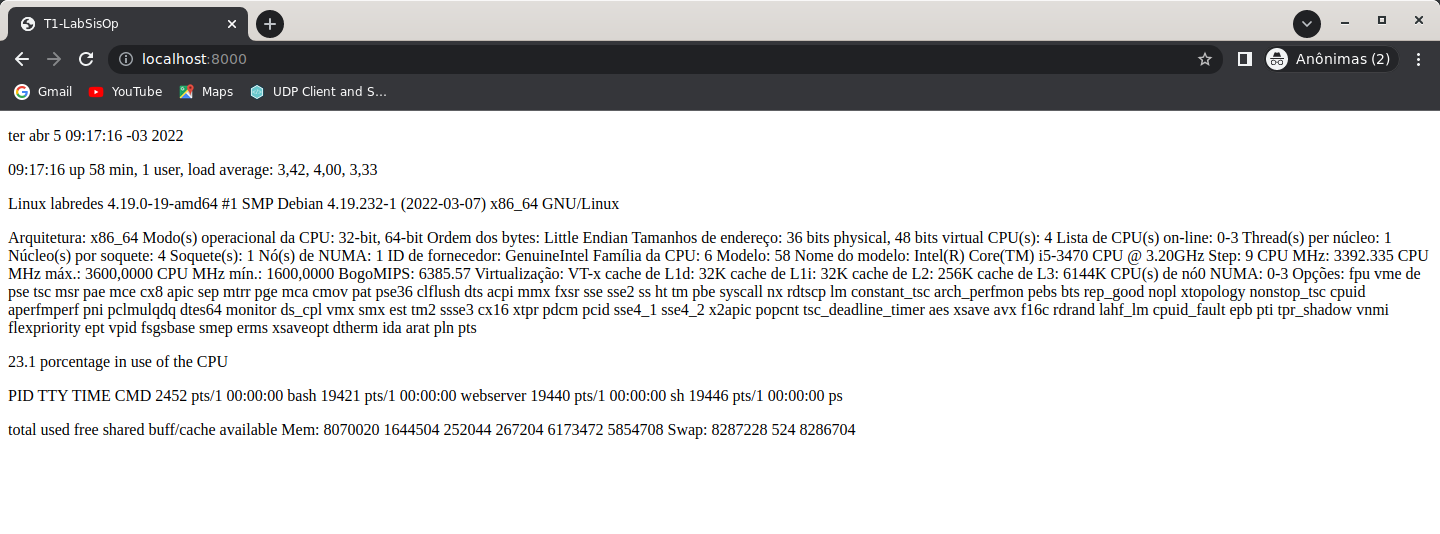 T1-LabSisOp
localhost:8000
Anônimas (2)
Gmail
YouTube
Maps
UDP Client and S...
ter abr 5 09:17:16 -03 2022
09:17:16 up 58 min, 1 user, load average: 3,42, 4,00, 3,33
Linux labredes 4.19.0-19-amd64 #1 SMP Debian 4.19.232-1 (2022-03-07) x86_64 GNU/Linux
Arquitetura: x86_64 Modo(s) operacional da CPU: 32-bit, 64-bit Ordem dos bytes: Little Endian Tamanhos de endereço: 36 bits physical, 48 bits virtual CPU(s): 4 Lista de CPU(s) on-line: 0-3 Thread(s) per núcleo: 1
Núcleo(s) por soquete: 4 Soquete(s): 1 Nó(s) de NUMA: 1 ID de fornecedor: GenuineIntel Família da CPU: 6 Modelo: 58 Nome do modelo: Intel(R) Core(TM) i5-3470 CPU @ 3.20GHz Step: 9 CPU MHz: 3392.335 CPU
MHz máx.: 3600,0000 CPU MHz mín.: 1600,0000 BogoMIPS: 6385.57 Virtualização: VT-x cache de L1d: 32K cache de L1i: 32K cache de L2: 256K cache de L3: 6144K CPU(s) de nó0 NUMA: 0-3 Opções: fpu vme de
pse tsc msr pae mce cx8 apic sep mtrr pge mca cmov pat pse36 clflush dts acpi mmx fxsr sse sse2 ss ht tm pbe syscall nx rdtscp lm constant_tsc arch_perfmon pebs bts rep_good nopl xtopology nonstop_tsc cpuid
aperfmperf pni pclmulqdq dtes64 monitor ds_cpl vmx smx est tm2 ssse3 cx16 xtpr pdcm pcid sse4_1 sse4_2 x2apic popcnt tsc_deadline_timer aes xsave avx f16c rdrand lahf_lm cpuid_fault epb pti tpr_shadow vnmi
flexpriority ept vpid fsgsbase smep erms xsaveopt dtherm ida arat pln pts
23.1 porcentage in use of the CPU
PID TTY TIME CMD 2452 pts/1 00:00:00 bash 19421 pts/1 00:00:00 webserver 19440 pts/1 00:00:00 sh 19446 pts/1 00:00:00 ps
total used free shared buff/cache available Mem: 8070020 1644504 252044 267204 6173472 5854708 Swap: 8287228 524 8286704